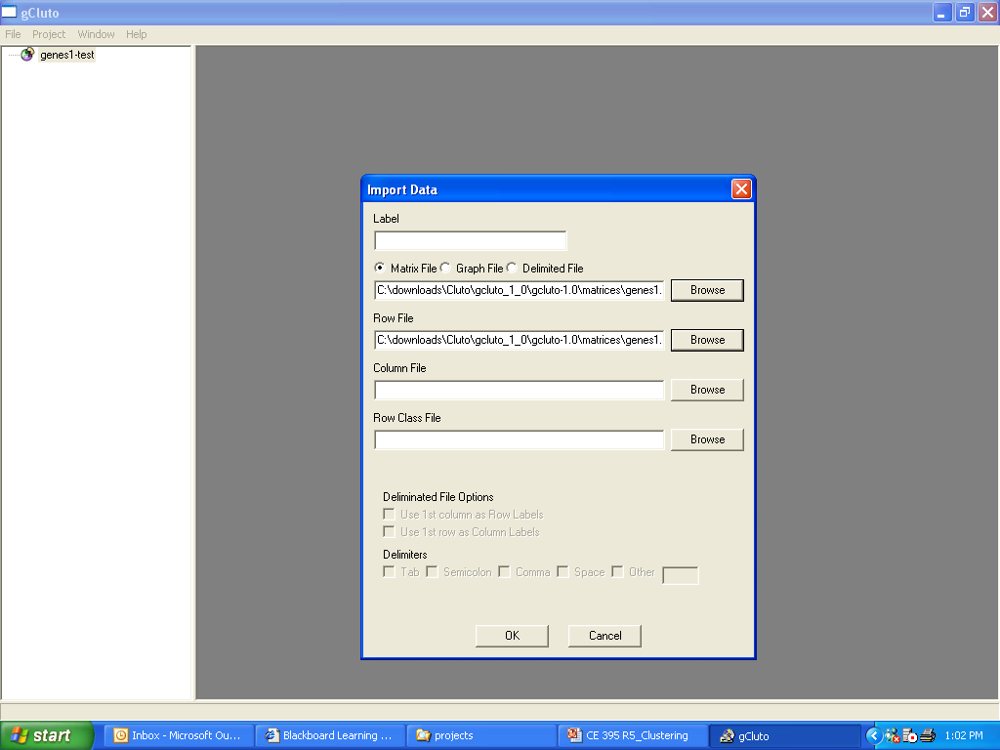 gCluto
File Project Window Help
genes1-test
Import Data
Label
Matrix File Graph File Delimited File
C:\downloads\Cluto\gcluto_1_0\gcluto-1.0\matrices\genes1. Browse
Row File
C:\downloads\Cluto\gcluto_1_0\gcluto-1.0\matrices\genes1. Browse
Column File
Browse
Row Class File
Browse
Deliminated File Options
Use 1st column as Row Labels
Use 1st row as Column Labels
Delimiters
Tab Semicolon Comma Space Other
OK Cancel
start Inbox - Microsoft Ou... Blackboard Learning ... projects CE 395 R5_Clustering gCluto 1:02 PM